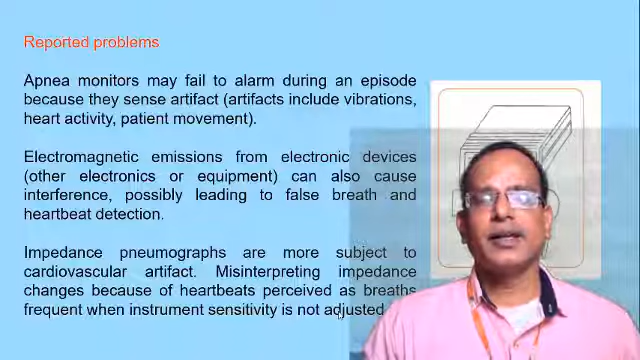 Reported problems
Apnea monitors may fail to alarm during an episode
because they sense artifact (artifacts include vibrations,
heart activity, patient movement).
Electromagnetic emissions from electronic devices
(other electronics or equipment) can also cause
interference, possibly leading to false breath and
heartbeat detection.
Impedance pneumographs are more subject to
cardiovascular artifact. Misinterpreting impedance
changes because of heartbeats perceived as breaths
frequent when instrument sensitivity is not adjusted